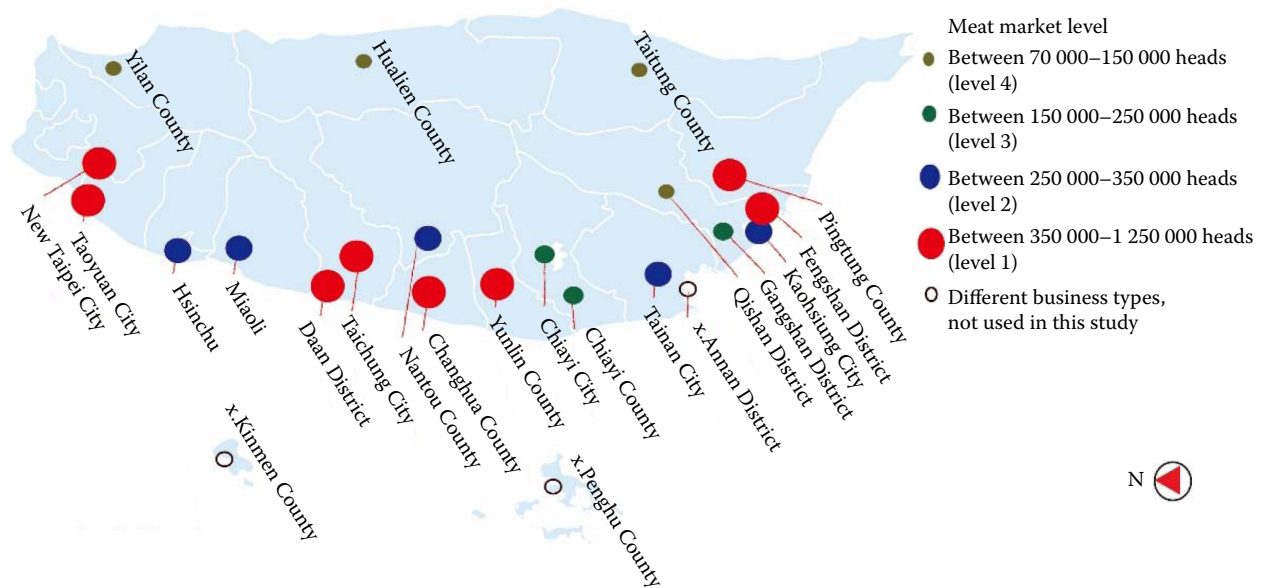 Yilan County
Hualien County
Taitung County
New Taipei City
Taoyuan City
Hsinchu
Miaoli
Daan District
Taichung City
Nantou County
Changhua County
Yunlin County
Chiayi City
Chiayi County
Tainan City
x.Annan District
Qishan District
Gangshan District
Kaohsiung City
Fengshan District
Pingtung County
x.Kinmen County
x.Penghu County
Meat market level
Between 70 000–150 000 heads
(level 4)
Between 150 000–250 000 heads
(level 3)
Between 250 000–350 000 heads
(level 2)
Between 350 000–1 250 000 heads
(level 1)
Different business types,
not used in this study
N